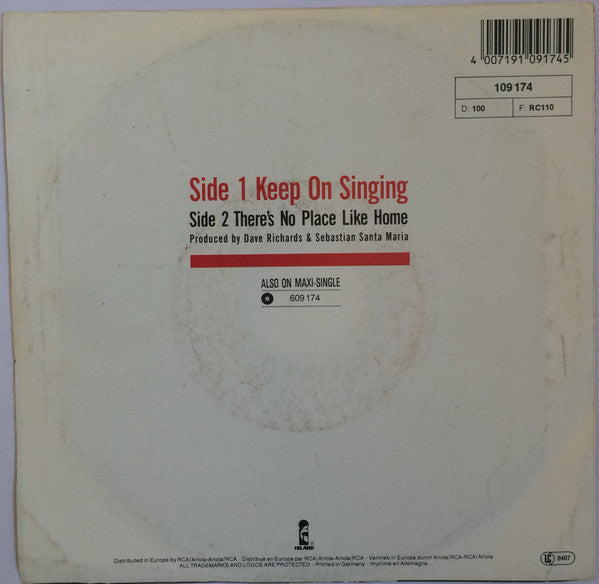 4 007191 091745
109 174
D: 100 F: RC110
Side 1 Keep On Singing
Side 2 There's No Place Like Home
Produced by Dave Richards & Sebastian Santa Maria
ALSO ON MAXI-SINGLE
609 174
ISLAND
Distributed in Europe by RCA/Ariola-Ariola/RCA · Distribué en Europe par RCA/Ariola-Ariola/RCA · Vertrieb in Europa durch Ariola/RCA-RCA/Ariola
ALL TRADEMARKS AND LOGOS ARE PROTECTED · Printed in Germany · Imprimé en Allemagne
LC 0407